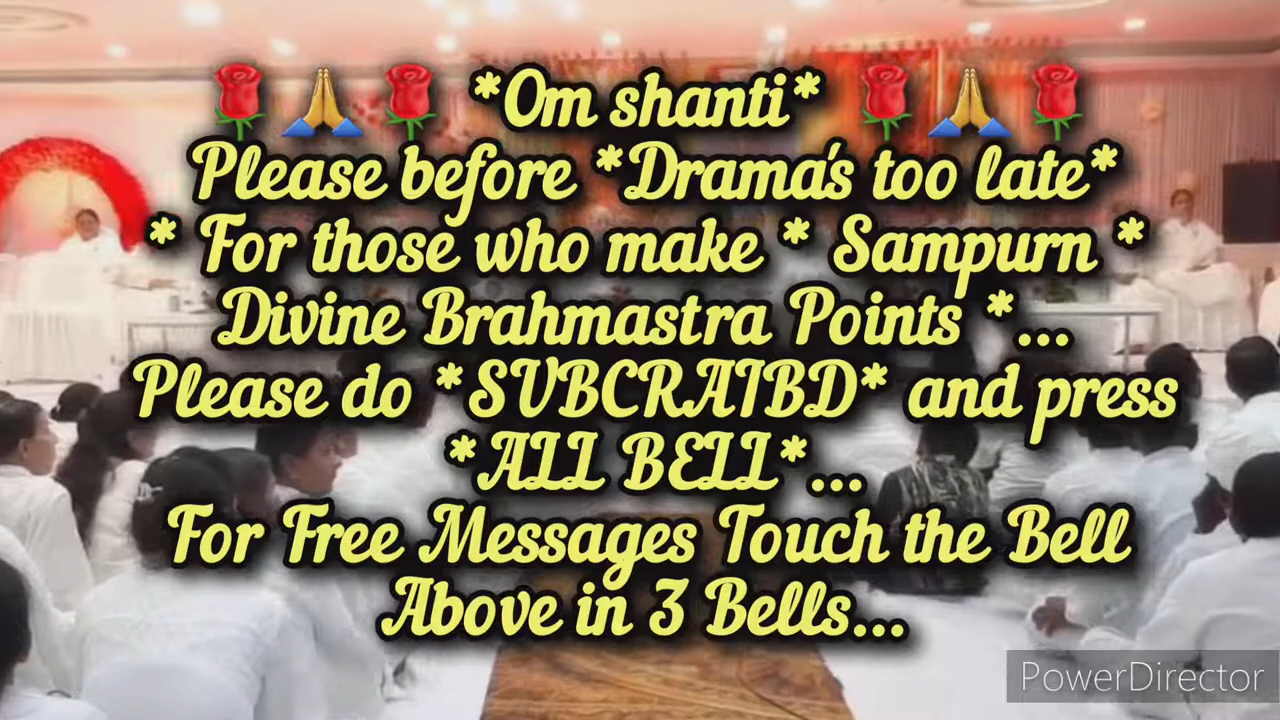 🌹🙏🌹 *Om shanti* 🌹🙏🌹
Please before *Drama's too late*
* For those who make * Sampurn *
Divine Brahmastra Points *...
Please do *SUBCRAIBD* and press
*ALL BELL*...
For Free Messages Touch the Bell
Above in 3 Bells...
PowerDirector